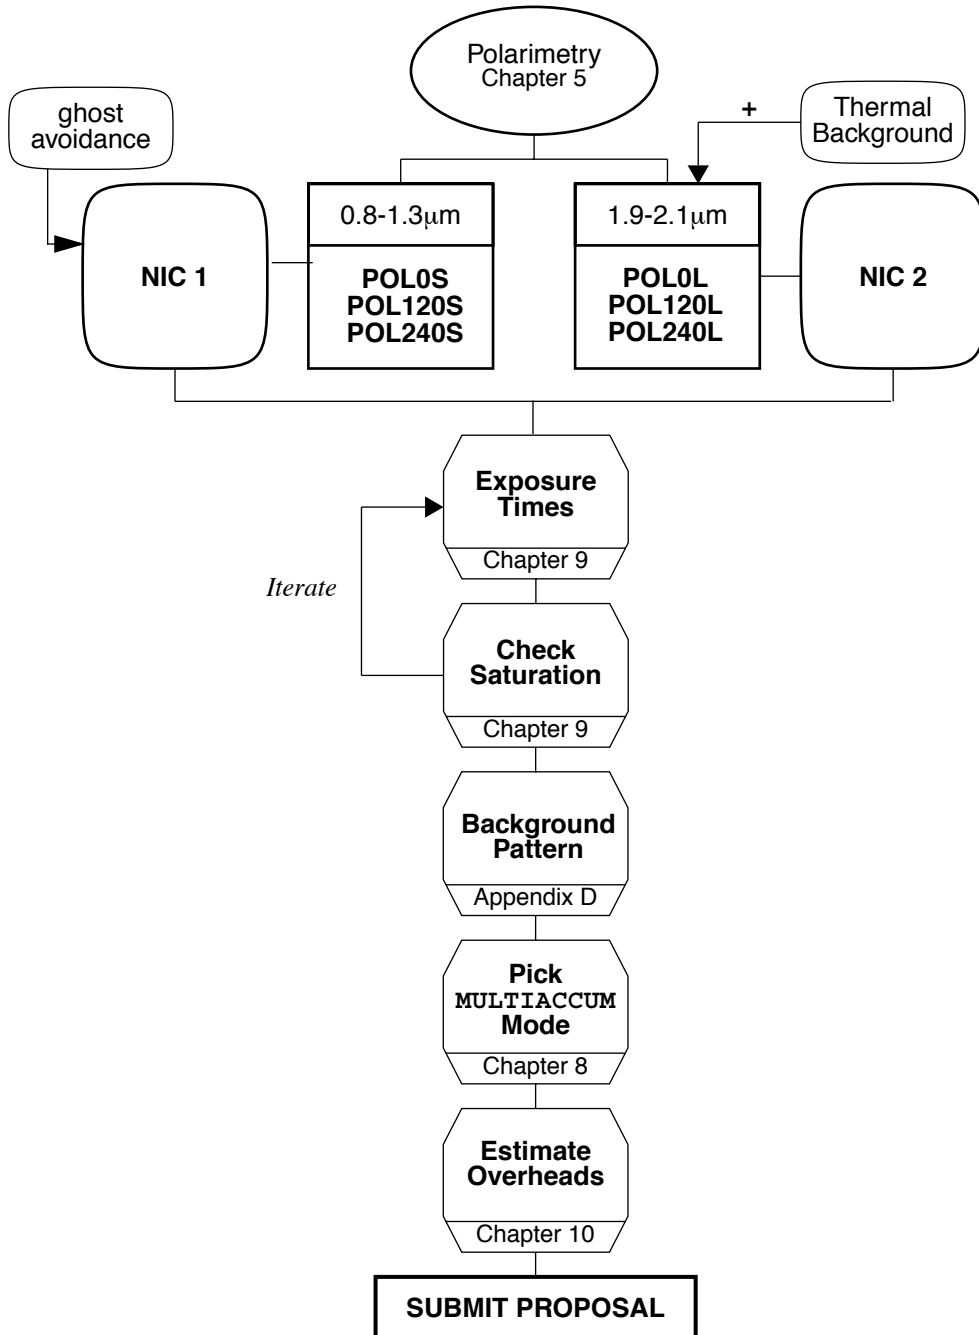 Polarimetry
Chapter 5
ghost
avoidance
+
Thermal
Background
0.8-1.3μm
1.9-2.1μm
NIC 1
POL0S
POL120S
POL240S
POL0L
POL120L
POL240L
NIC 2
Exposure
Times
Chapter 9
Iterate
Check
Saturation
Chapter 9
Background
Pattern
Appendix D
Pick
MULTIACCUM
Mode
Chapter 8
Estimate
Overheads
Chapter 10
SUBMIT PROPOSAL